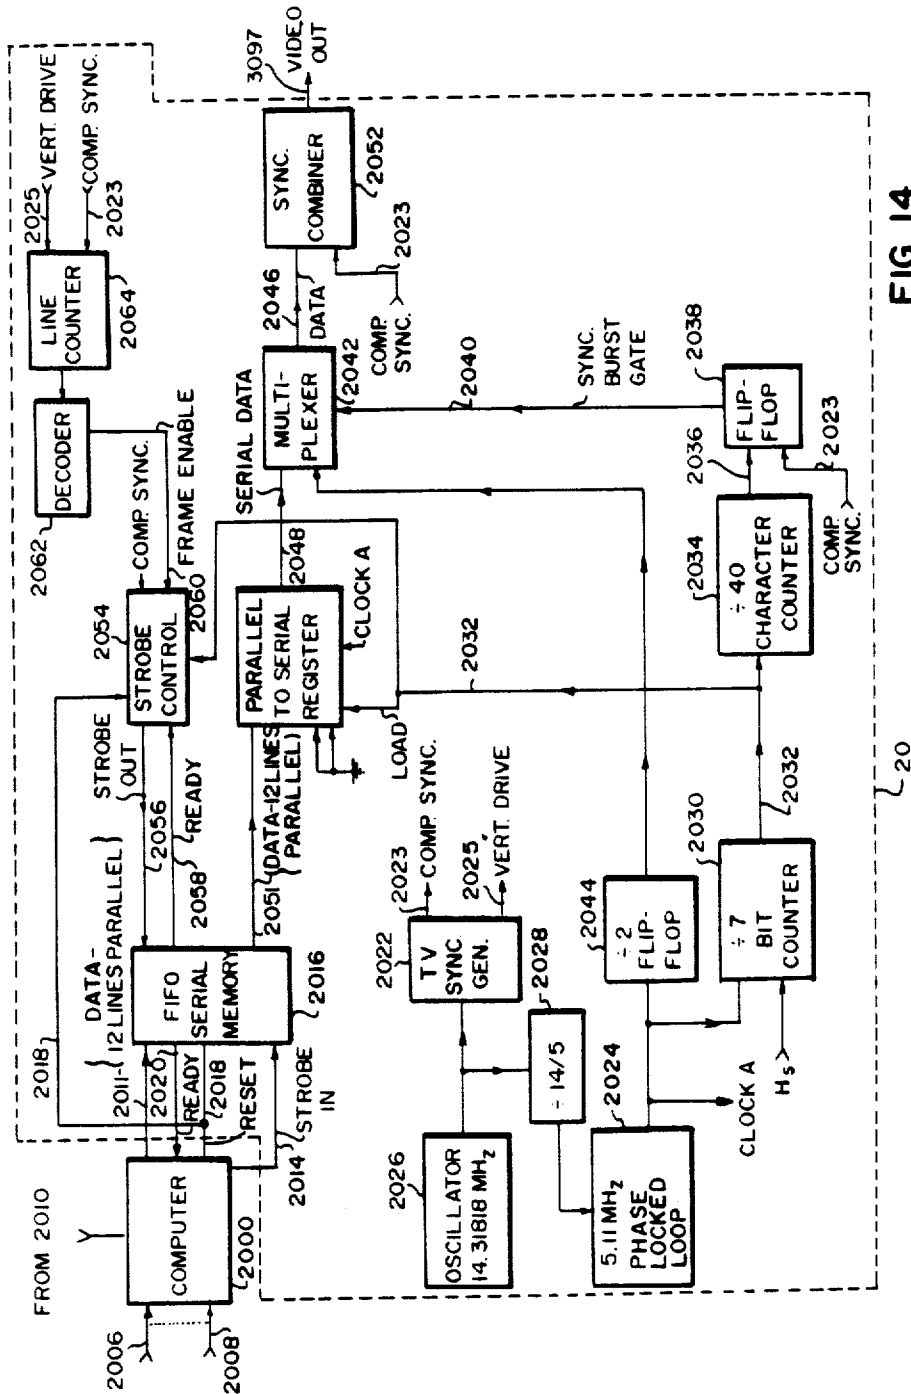 FROM 2010
2006
2008
COMPUTER
2000
2018
DATA-
12 LINES PARALLEL
2011
2020
READY
2018
RESET
2014
STROBE
IN
FIFO
SERIAL
MEMORY
2016
STROBE
OUT
2056
2058
READY
2051
(DATA-12 LINES
PARALLEL)
2054
STROBE
CONTROL
2060
COMP. SYNC.
FRAME ENABLE
2062
DECODER
LINE
COUNTER
2064
2025
VERT. DRIVE
COMP. SYNC.
2023
PARALLEL
TO SERIAL
REGISTER
LOAD
CLOCK A
2048
SERIAL DATA
MULTI-
PLEXER
2042
2046
DATA
SYNC.
COMBINER
2052
3097
VIDEO
OUT
COMP.
SYNC.
2023
2040
SYNC.
BURST
GATE
2026
OSCILLATOR
14.31818 MHz
2022
TV
SYNC.
GEN.
2023
COMP. SYNC.
2025
VERT. DRIVE
2028
÷ 14/5
2024
5.11 MHz
PHASE
LOCKED
LOOP
CLOCK A
2044
÷ 2
FLIP-
FLOP
2030
÷ 7
BIT
COUNTER
Hs
2032
2032
2034
÷ 40
CHARACTER
COUNTER
2036
2038
FLIP-
FLOP
COMP.
SYNC.
2023
20
FIG 14